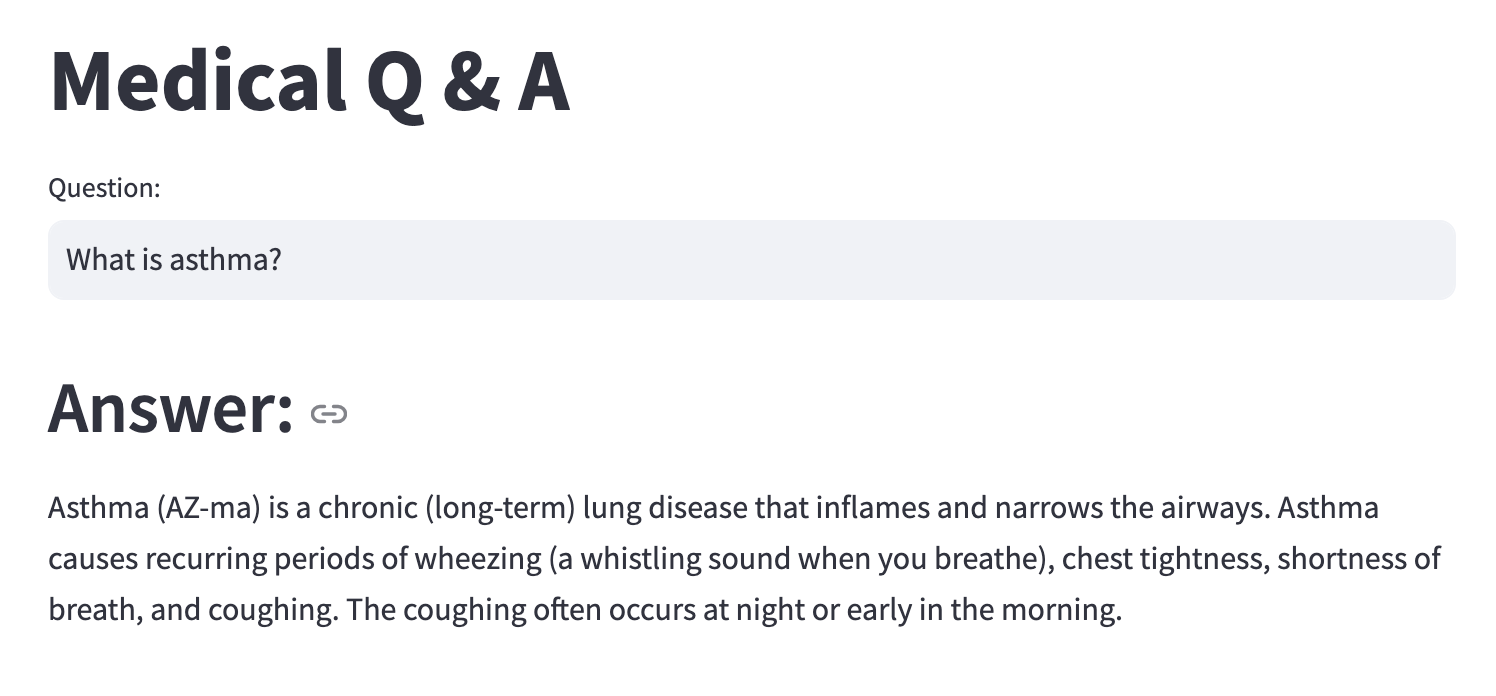 Medical Q & A
Question:
What is asthma?
Answer:
Asthma (AZ-ma) is a chronic (long-term) lung disease that inflames and narrows the airways. Asthma
causes recurring periods of wheezing (a whistling sound when you breathe), chest tightness, shortness of
breath, and coughing. The coughing often occurs at night or early in the morning.